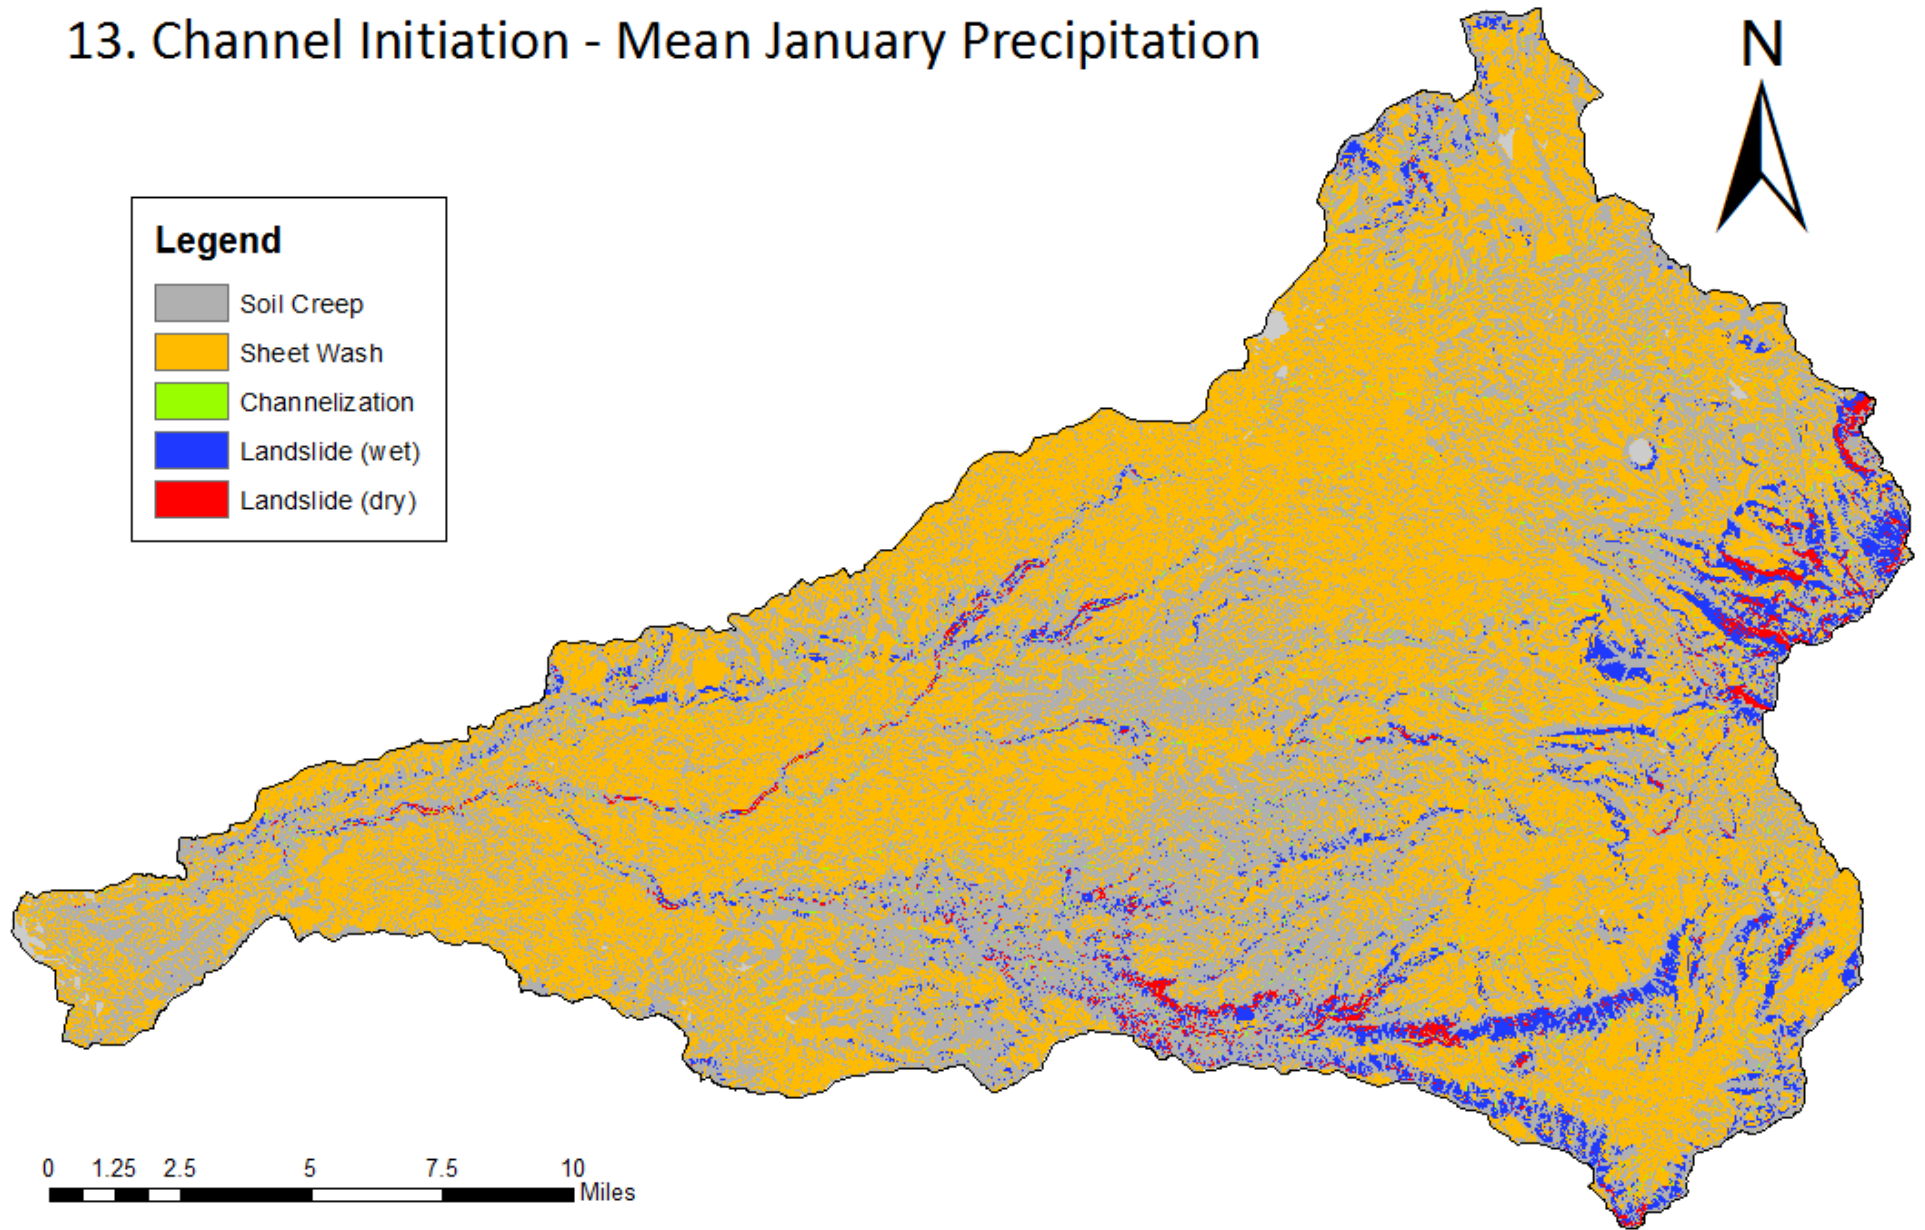 13. Channel Initiation - Mean January Precipitation
N
Legend
Soil Creep
Sheet Wash
Channelization
Landslide (wet)
Landslide (dry)
0 1.25 2.5 5 7.5 10
Miles